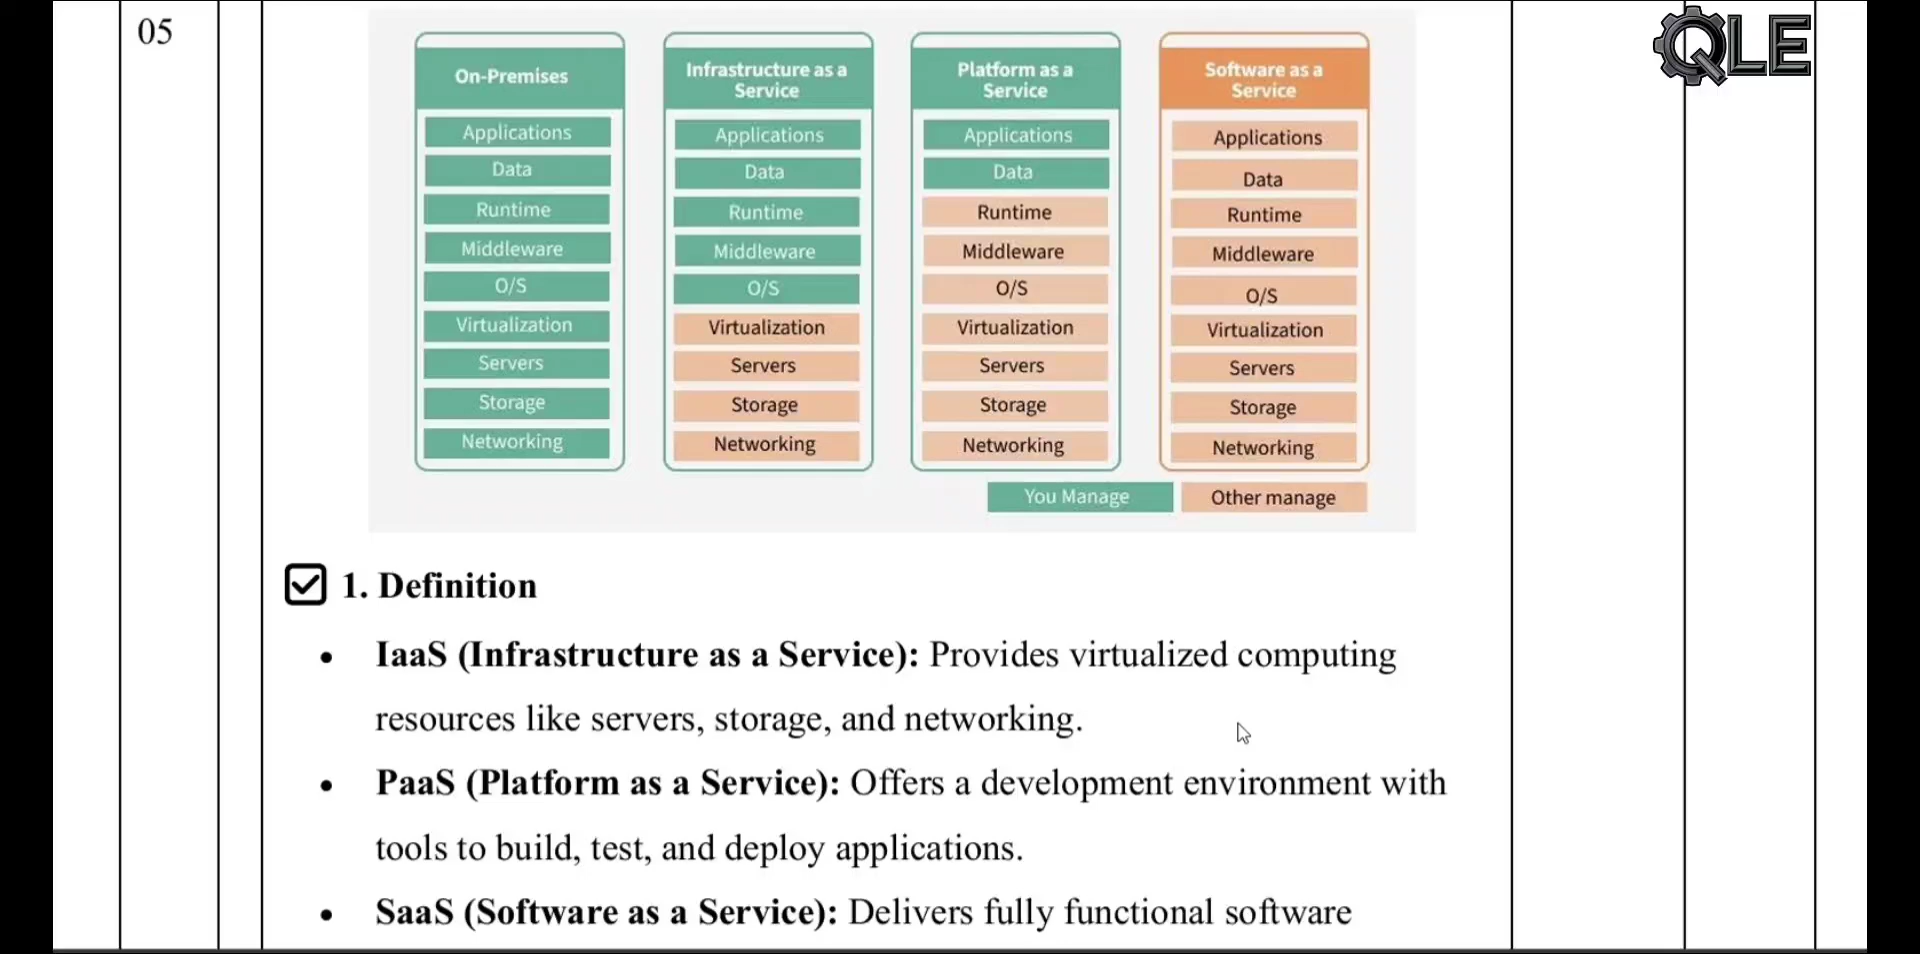 05
QLE
On-Premises
Applications
Data
Runtime
Middleware
O/S
Virtualization
Servers
Storage
Networking
Infrastructure as a
Service
Applications
Data
Runtime
Middleware
O/S
Virtualization
Servers
Storage
Networking
Platform as a
Service
Applications
Data
Runtime
Middleware
O/S
Virtualization
Servers
Storage
Networking
Software as a
Service
Applications
Data
Runtime
Middleware
O/S
Virtualization
Servers
Storage
Networking
You Manage
Other manage
1. Definition
• IaaS (Infrastructure as a Service): Provides virtualized computing
resources like servers, storage, and networking.
• PaaS (Platform as a Service): Offers a development environment with
tools to build, test, and deploy applications.
• SaaS (Software as a Service): Delivers fully functional software